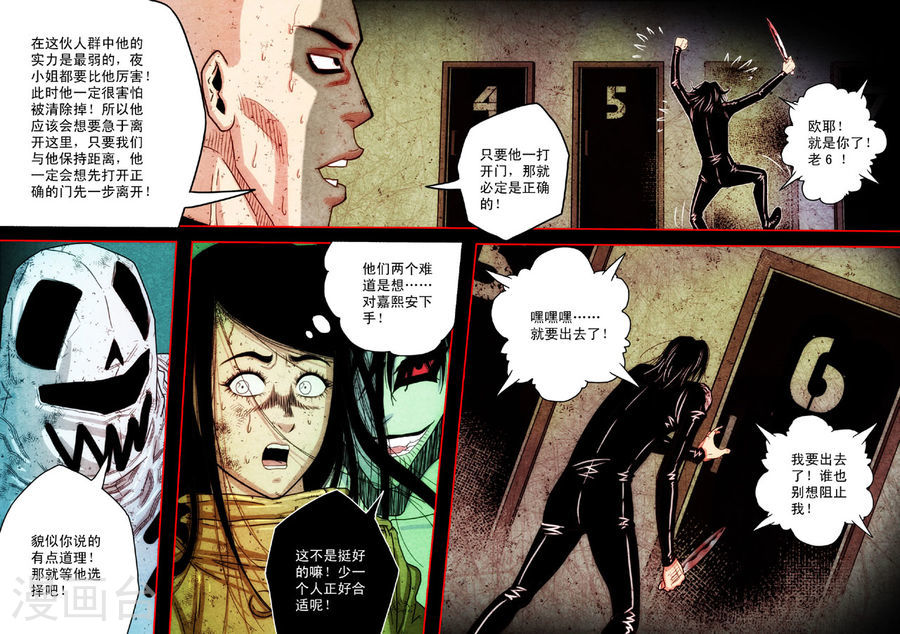 在这伙人群中他的
实力是最弱的，夜
小姐都要比他厉害！
此时他一定很害怕
被清除掉！所以他
应该会想要急于离
开这里，只要我们
与他保持距离，他
一定会想先打开正
确的门先一步离开！
只要他一打
开门，那就
必定是正确
的！
4
5
欧耶！
就是你了！
老6！
貌似你说的
有点道理！
那就等他选
择吧！
他们两个难
道是想……
对嘉熙安下
手！
这不是挺好
的嘛！少一
个人正好合
适呢！
嘿嘿嘿……
就要出去了！
6
我要出去
了！谁也
别想阻止
我！
漫画台